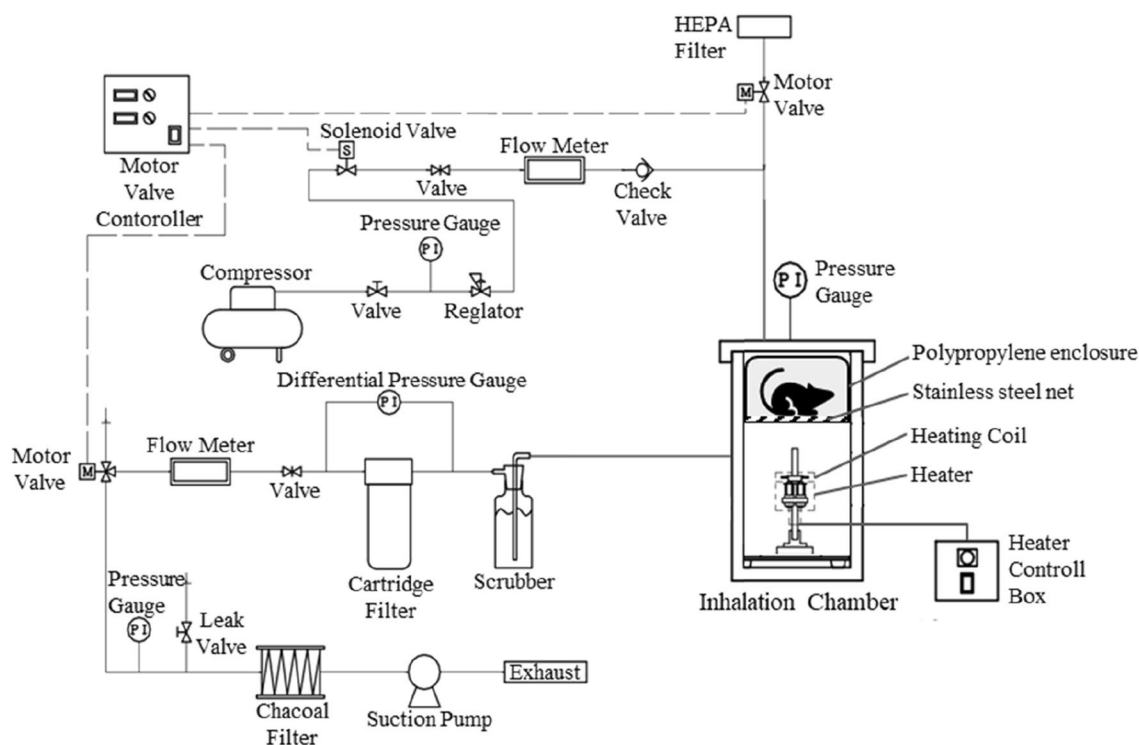 HEPA
Filter
M
Motor
Valve
Motor
Valve
Contoroller
Solenoid Valve
S
Valve
Flow Meter
Check
Valve
Pressure Gauge
P I
Compressor
Valve
Reglator
P I
Pressure
Gauge
Polypropylene enclosure
Stainless steel net
Heating Coil
Heater
Heater
Controll
Box
Inhalation Chamber
Differential Pressure Gauge
P I
Motor
Valve
M
Flow Meter
Valve
Cartridge
Filter
Scrubber
Pressure
Gauge
P I
Leak
Valve
Chacoal
Filter
Suction Pump
Exhaust